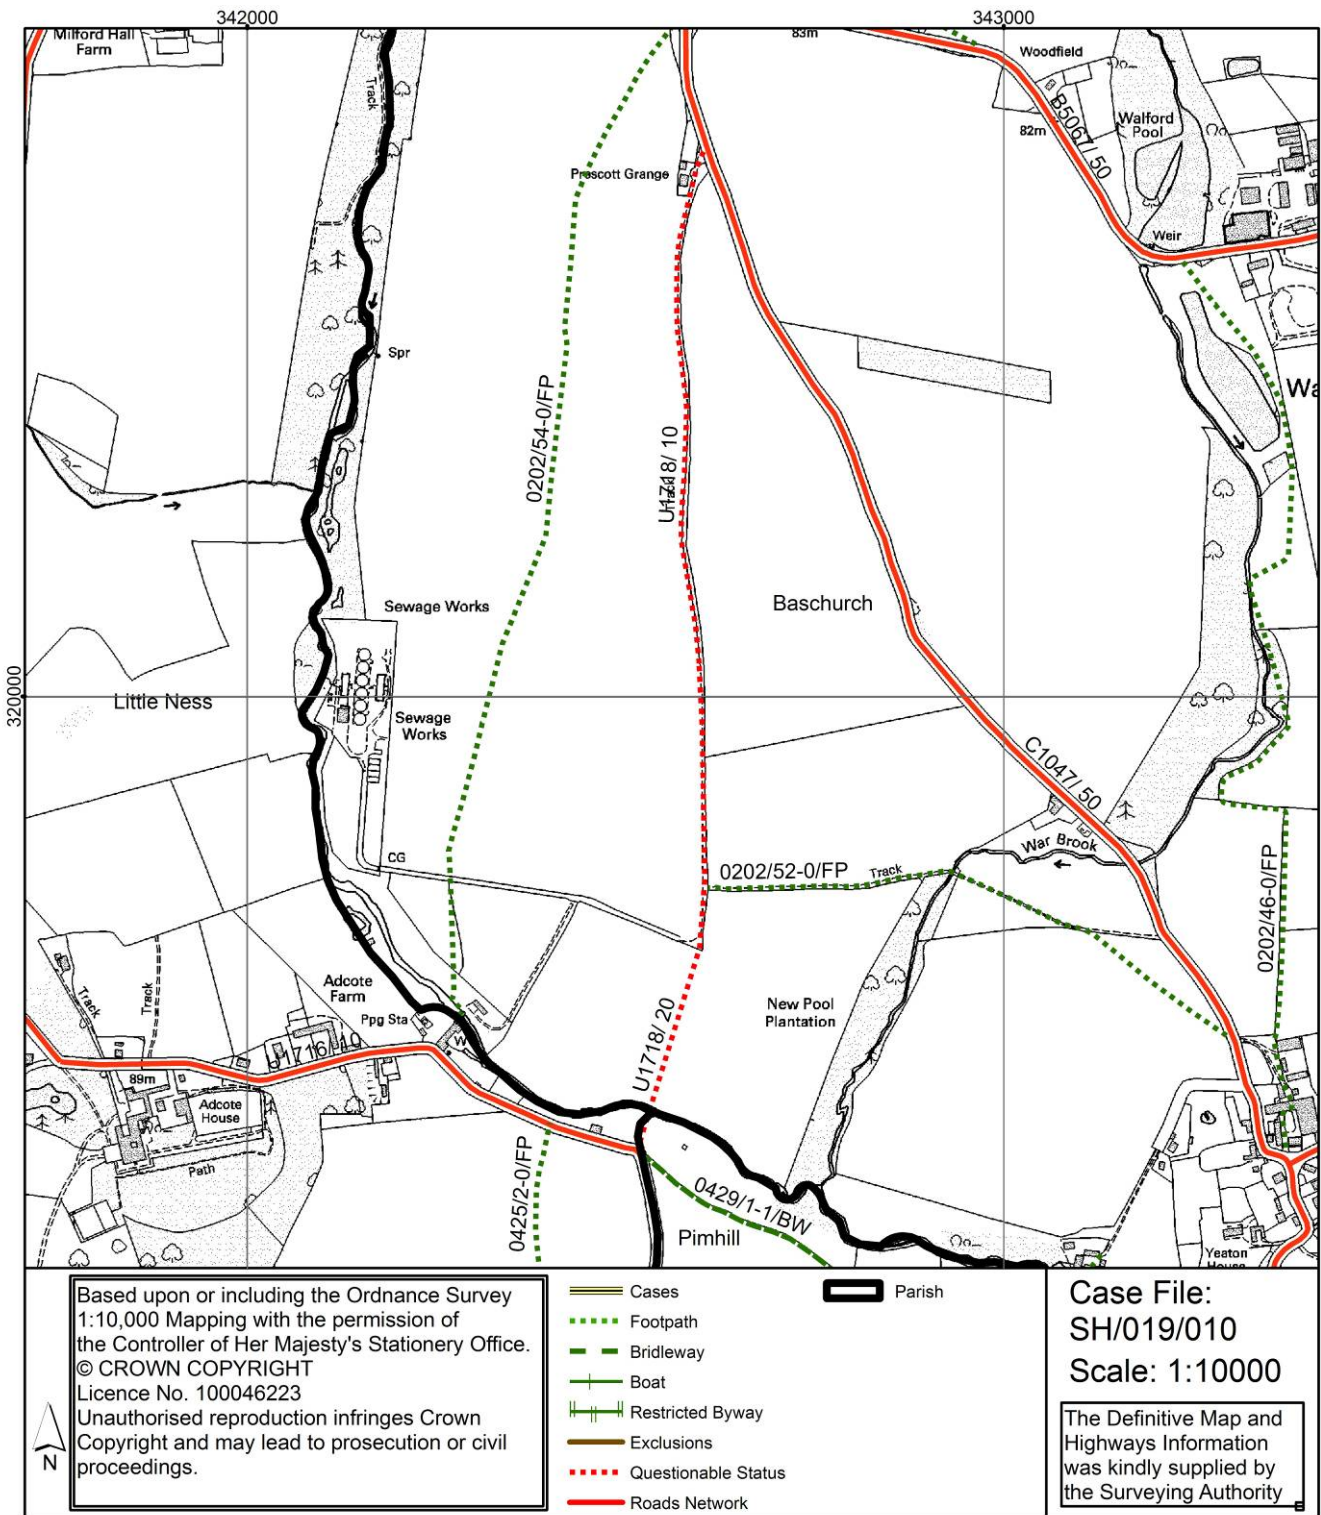 342000
343000
Milford Hall
Farm
83m
Woodfield
Track
B5067/ 50
Walford
Pool
82m
Prescott Grange
Weir
Spr
0202/54-0/FP
U1718/ 10
Track
Baschurch
Sewage Works
320000
Little Ness
Sewage
Works
C1047/ 50
War Brook
CG
0202/52-0/FP
Track
0202/46-0/FP
Adcote
Farm
Ppg Sta
W
Track
Track
New Pool
Plantation
U1718/ 20
U1716/ 10
89m
Adcote
House
Path
0425/2-0/FP
0429/1-1/BW
Pimhill
Yeaton
House
Based upon or including the Ordnance Survey
1:10,000 Mapping with the permission of
the Controller of Her Majesty's Stationery Office.
© CROWN COPYRIGHT
Licence No. 100046223
Unauthorised reproduction infringes Crown
Copyright and may lead to prosecution or civil
proceedings.
N
Cases
Footpath
Bridleway
Boat
Restricted Byway
Exclusions
Questionable Status
Roads Network
Parish
Case File:
SH/019/010
Scale: 1:10000
The Definitive Map and
Highways Information
was kindly supplied by
the Surveying Authority